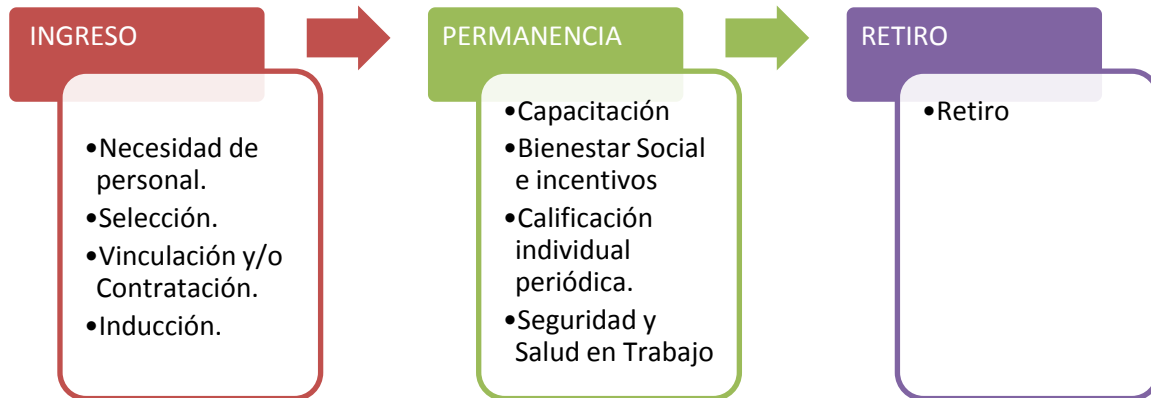 INGRESO
•Necesidad de
personal.
•Selección.
•Vinculación y/o
Contratación.
•Inducción.
PERMANENCIA
•Capacitación
•Bienestar Social
e incentivos
•Calificación
individual
periódica.
•Seguridad y
Salud en Trabajo
RETIRO
•Retiro